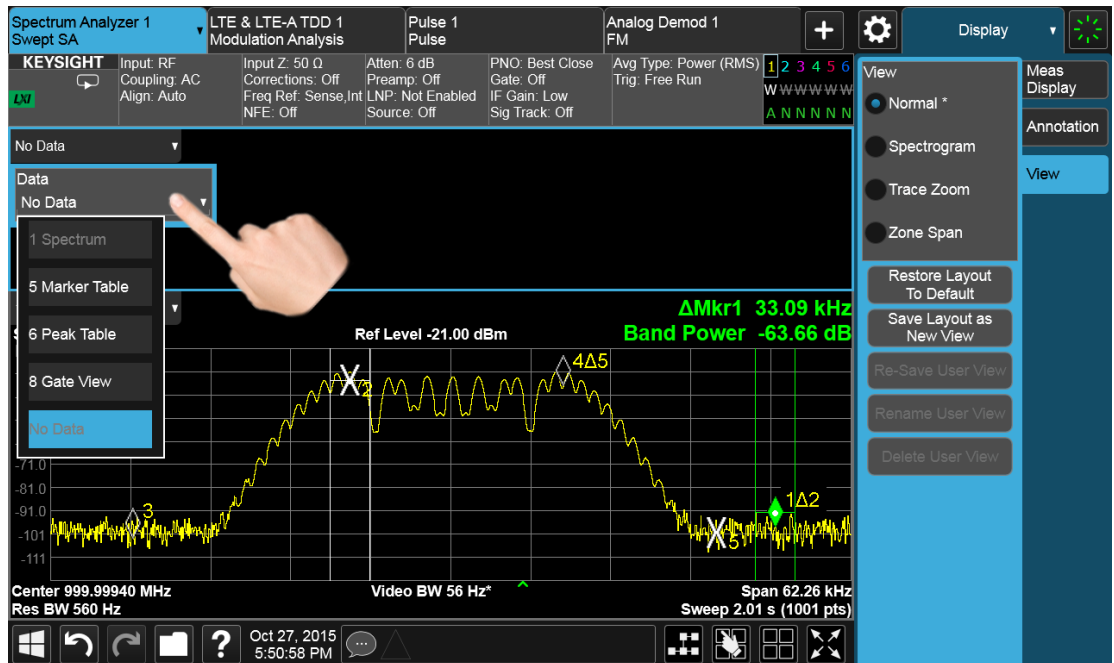 Spectrum Analyzer 1
Swept SA
LTE & LTE-A TDD 1
Modulation Analysis
Pulse 1
Pulse
Analog Demod 1
FM
Display
KEYSIGHT
LXI
Input: RF
Coupling: AC
Align: Auto
Input Z: 50 Ω
Corrections: Off
Freq Ref: Sense,Int
NFE: Off
Atten: 6 dB
Preamp: Off
LNP: Not Enabled
Source: Off
PNO: Best Close
Gate: Off
IF Gain: Low
Sig Track: Off
Avg Type: Power (RMS)
Trig: Free Run
1 2 3 4 5 6
W W W W W W
A N N N N N
View
Normal *
Spectrogram
Trace Zoom
Zone Span
Restore Layout
To Default
Save Layout as
New View
Re-Save User View
Rename User View
Delete User View
Meas
Display
Annotation
View
No Data
Data
No Data
1 Spectrum
5 Marker Table
6 Peak Table
8 Gate View
No Data
ΔMkr1 33.09 kHz
Ref Level -21.00 dBm
Band Power -63.66 dB
4Δ5
2
-71.0
-81.0
-91.0
-101
-111
3
5
1Δ2
Center 999.99940 MHz
Video BW 56 Hz*
Span 62.26 kHz
Res BW 560 Hz
Sweep 2.01 s (1001 pts)
?
Oct 27, 2015
5:50:58 PM